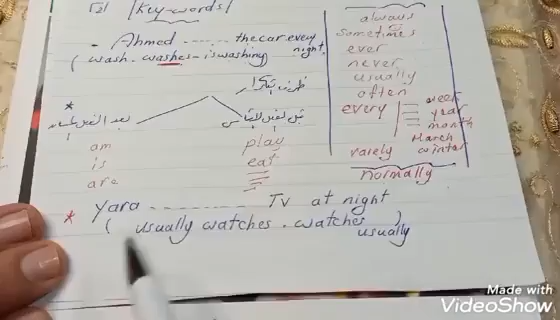 |Key-words|
Ahmed ........ the car every night.
( wash - washes - is washing )
ظرف تكرار
*
بعد الفعل المساعد
قبل الفعل الأساسي
am
is
are
play
eat
always
sometimes
ever
never
usually
often
every
week
year
month
March
winter
rarely
normally
* Yara ---------- Tv at night
( usually watches . watches usually )
Made with
VideoShow